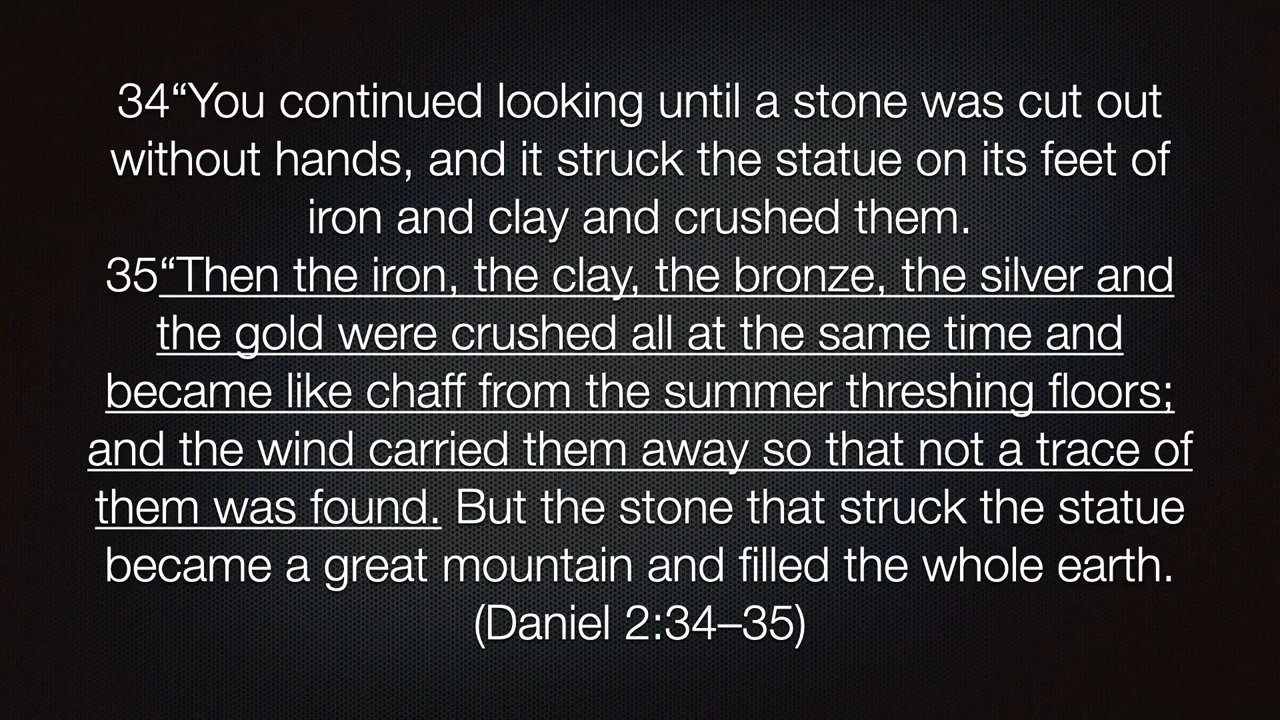 34“You continued looking until a stone was cut out
without hands, and it struck the statue on its feet of
iron and clay and crushed them.
35“Then the iron, the clay, the bronze, the silver and
the gold were crushed all at the same time and
became like chaff from the summer threshing floors;
and the wind carried them away so that not a trace of
them was found. But the stone that struck the statue
became a great mountain and filled the whole earth.
(Daniel 2:34–35)